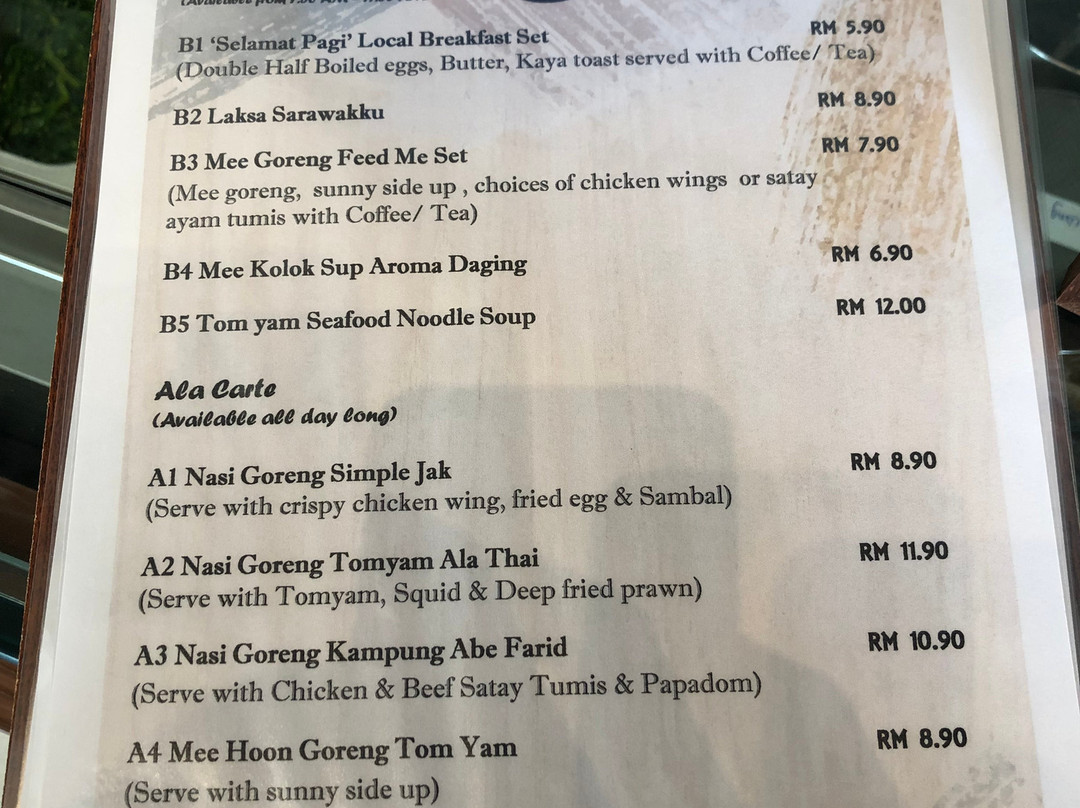 B1 ‘Selamat Pagi’ Local Breakfast Set RM 5.90
(Double Half Boiled eggs, Butter, Kaya toast served with Coffee/ Tea)
B2 Laksa Sarawakku RM 8.90
B3 Mee Goreng Feed Me Set RM 7.90
(Mee goreng, sunny side up , choices of chicken wings or satay
ayam tumis with Coffee/ Tea)
B4 Mee Kolok Sup Aroma Daging RM 6.90
B5 Tom yam Seafood Noodle Soup RM 12.00
Ala Carte
(Available all day long)
A1 Nasi Goreng Simple Jak RM 8.90
(Serve with crispy chicken wing, fried egg & Sambal)
A2 Nasi Goreng Tomyam Ala Thai RM 11.90
(Serve with Tomyam, Squid & Deep fried prawn)
A3 Nasi Goreng Kampung Abe Farid RM 10.90
(Serve with Chicken & Beef Satay Tumis & Papadom)
A4 Mee Hoon Goreng Tom Yam RM 8.90
(Serve with sunny side up)